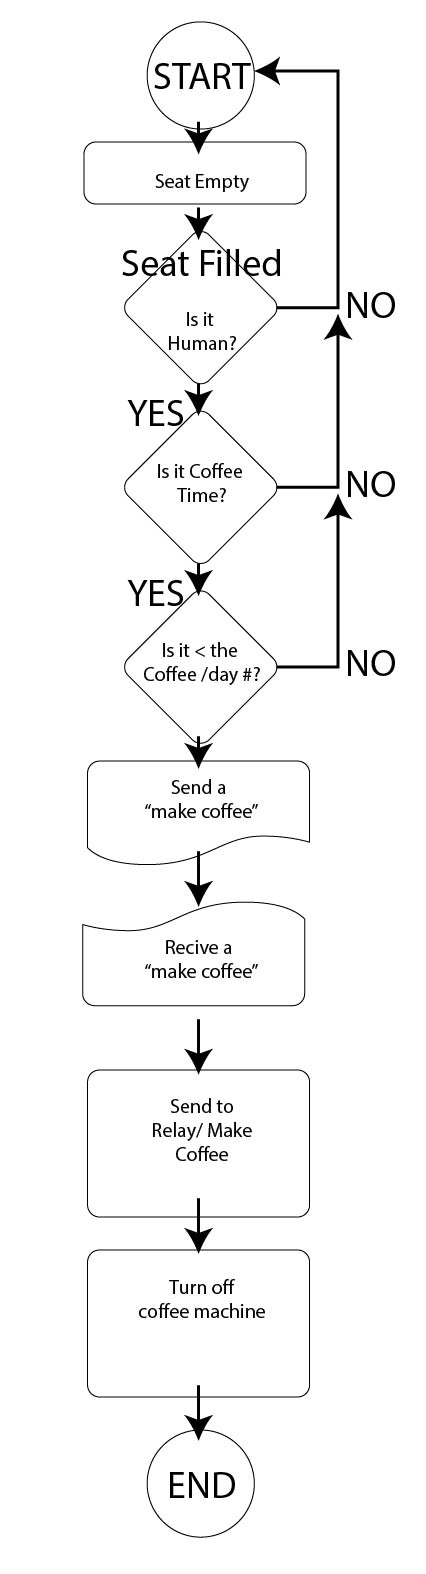 START
Seat Empty
Seat Filled
Is it
Human?
NO
YES
Is it Coffee
Time?
NO
YES
Is it < the
Coffee /day #?
NO
Send a
“make coffee”
Recive a
“make coffee”
Send to
Relay/ Make
Coffee
Turn off
coffee machine
END